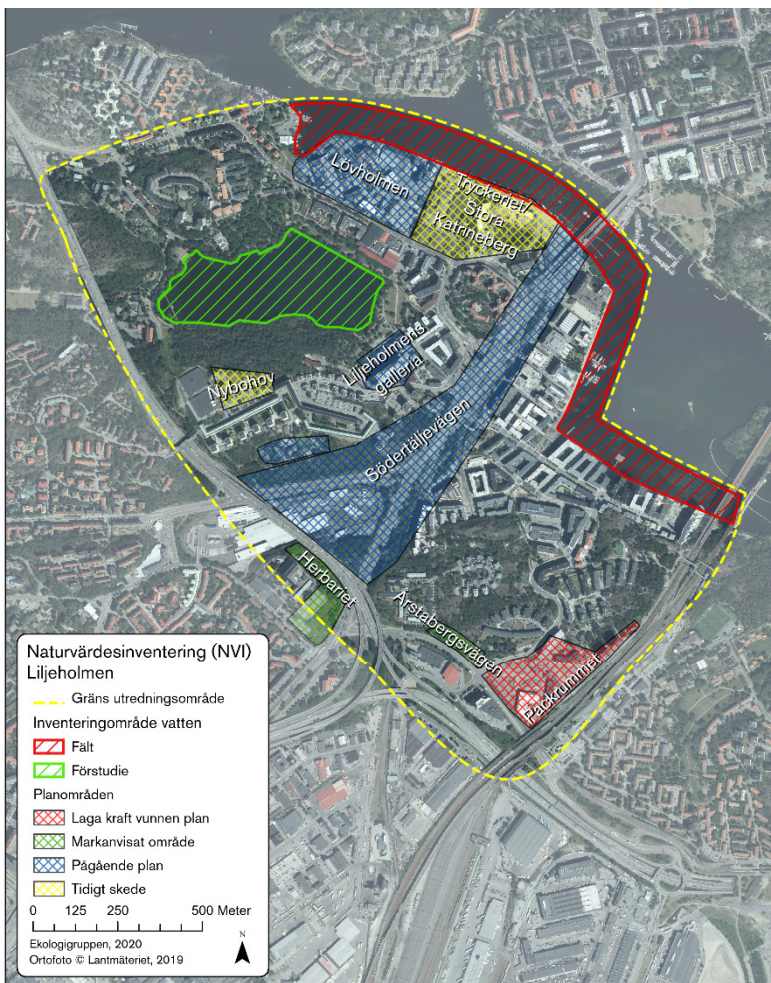 Lövholmen
Tryckeriet/
Stora
Katrineberg
Liljeholmens
galleria
Nybohov
Södertäljevägen
Herbariet
Årstabergsvägen
Packrummet
Naturvärdesinventering (NVI)
Liljeholmen
Gräns utredningsområde
Inventeringområde vatten
Fält
Förstudie
Planområden
Laga kraft vunnen plan
Markanvisat område
Pågående plan
Tidigt skede
0 125 250 500 Meter
Ekologigruppen, 2020
Ortofoto © Lantmäteriet, 2019
N